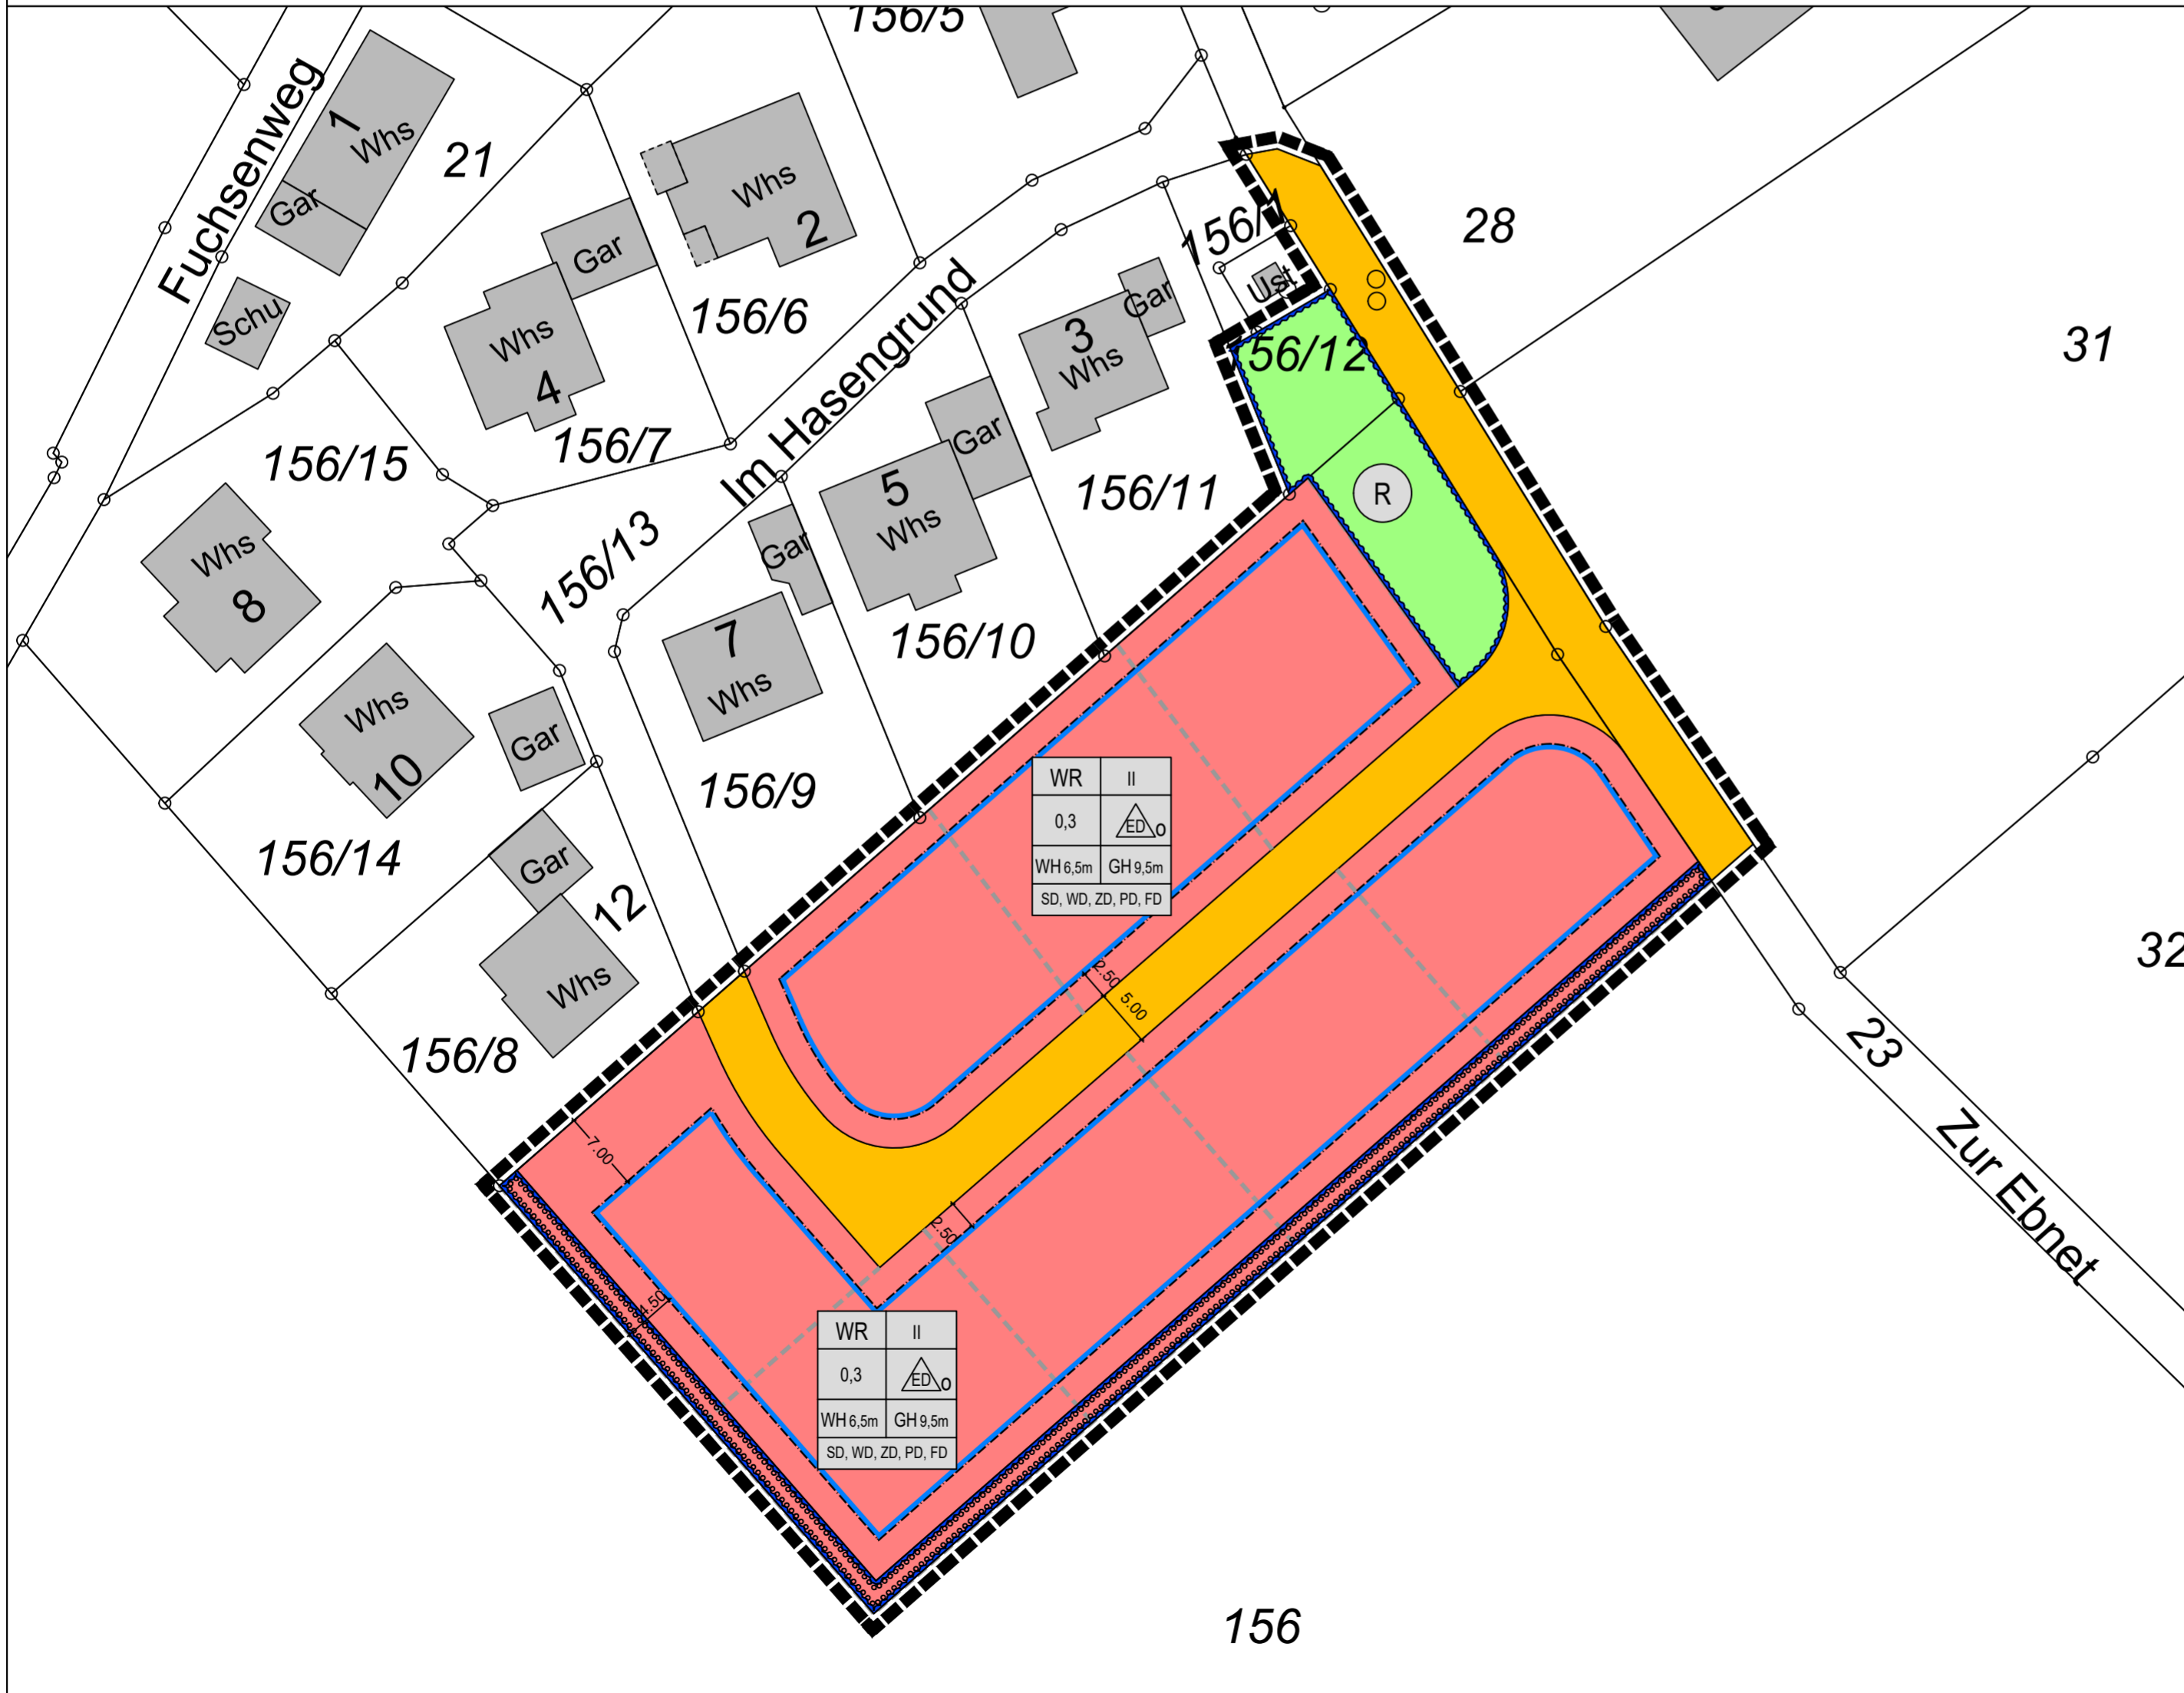 156/5
Fuchsenweg
1
Whs
Gar
21
Schu
Whs
2
Gar
Whs
4
156/6
156/7
156/15
Im Hasengrund
156/1
Ust
28
31
3
Gar
Whs
56/12
R
156/11
Gar
5
Whs
Gar
156/10
156/13
Whs
8
7
Whs
156/9
Whs
10
Gar
156/14
Gar
12
Whs
156/8
WR II
0,3 ED o
WH 6,5m GH 9,5m
SD, WD, ZD, PD, FD
2.50
5.00
7.00
2.50
4.50
WR II
0,3 ED o
WH 6,5m GH 9,5m
SD, WD, ZD, PD, FD
32
23
Zur Ebnet
156